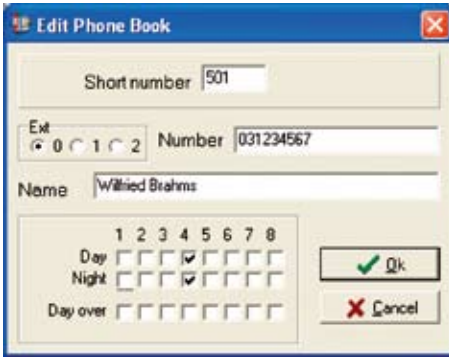 Edit Phone Book
Short number 501
Ext
0 1 2 Number 031234567
Name Wilfried Brahms
1 2 3 4 5 6 7 8
Day
Night
Day over
Ok
Cancel